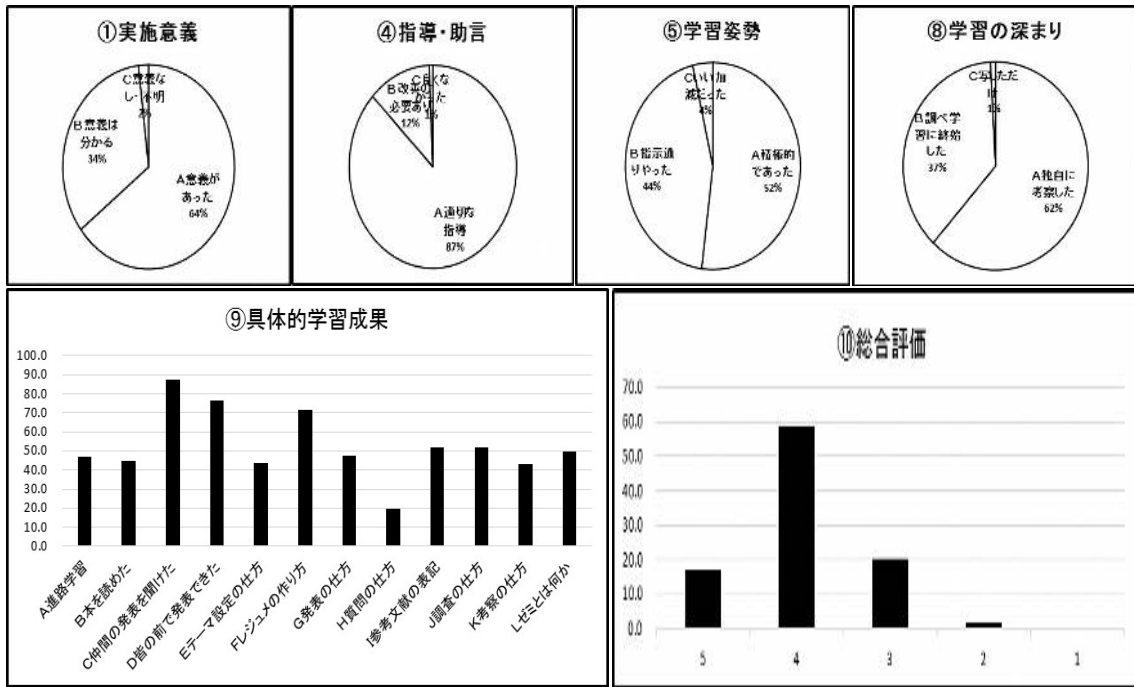 ①実施意義
C意義な
し・不明
2%
B意義は
分かる
34%
A意義が
あった
64%
④指導・助言
C良くな
かった
1%
B改善の
必要あり
12%
A適切な
指導
87%
⑤学習姿勢
Cいい加
減だった
4%
B指示通
りやった
44%
A積極的
であった
52%
⑧学習の深まり
C写しただ
け
1%
B調べ学
習に終始
した
37%
A独自に
考察した
62%
⑨具体的学習成果
100.0
90.0
80.0
70.0
60.0
50.0
40.0
30.0
20.0
10.0
0.0
A進路学習
B本を読めた
C仲間の発表を聞けた
D皆の前で発表できた
Eテーマ設定の仕方
Fレジュメの作り方
G発表の仕方
H質問の仕方
I参考文献の表記
J調査の仕方
K考察の仕方
Lゼミとは何か
⑩総合評価
70.0
60.0
50.0
40.0
30.0
20.0
10.0
0.0
5
4
3
2
1